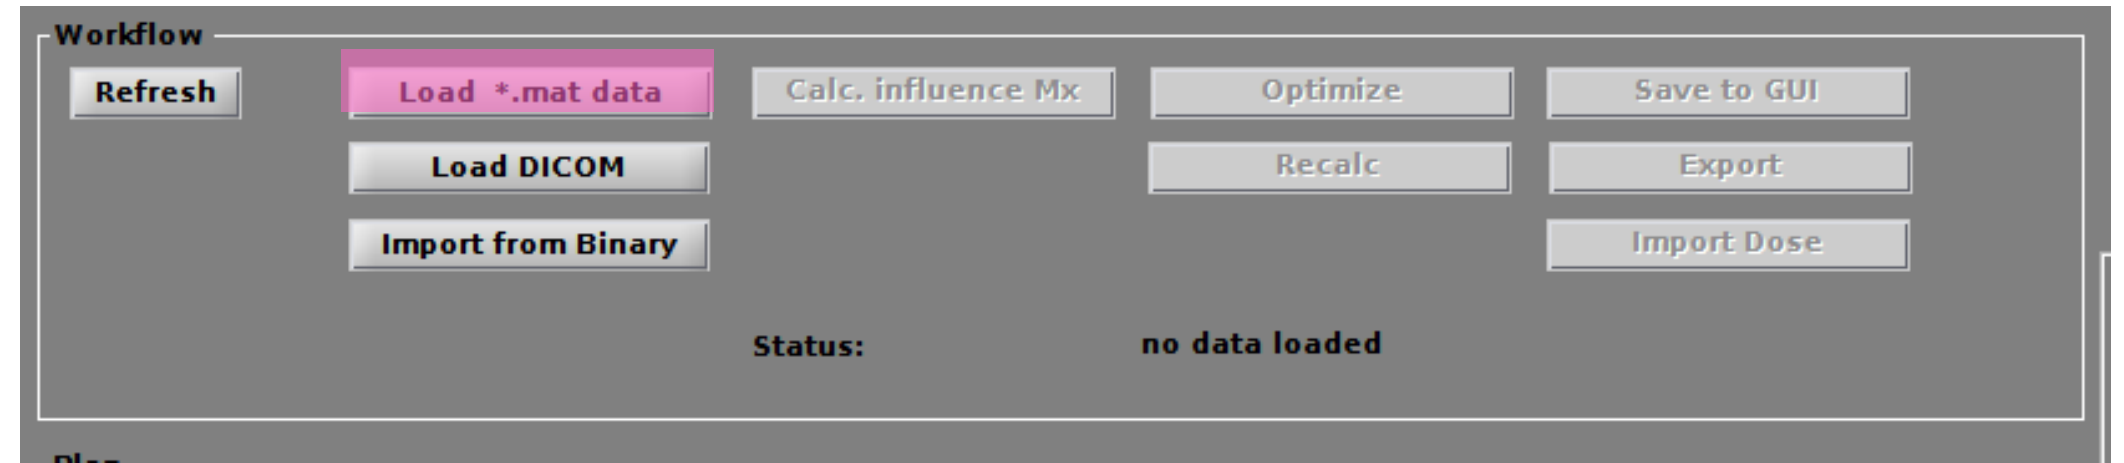 Workflow
Refresh
Load *.mat data
Calc. influence Mx
Optimize
Save to GUI
Load DICOM
Recalc
Export
Import from Binary
Import Dose
Status:
no data loaded